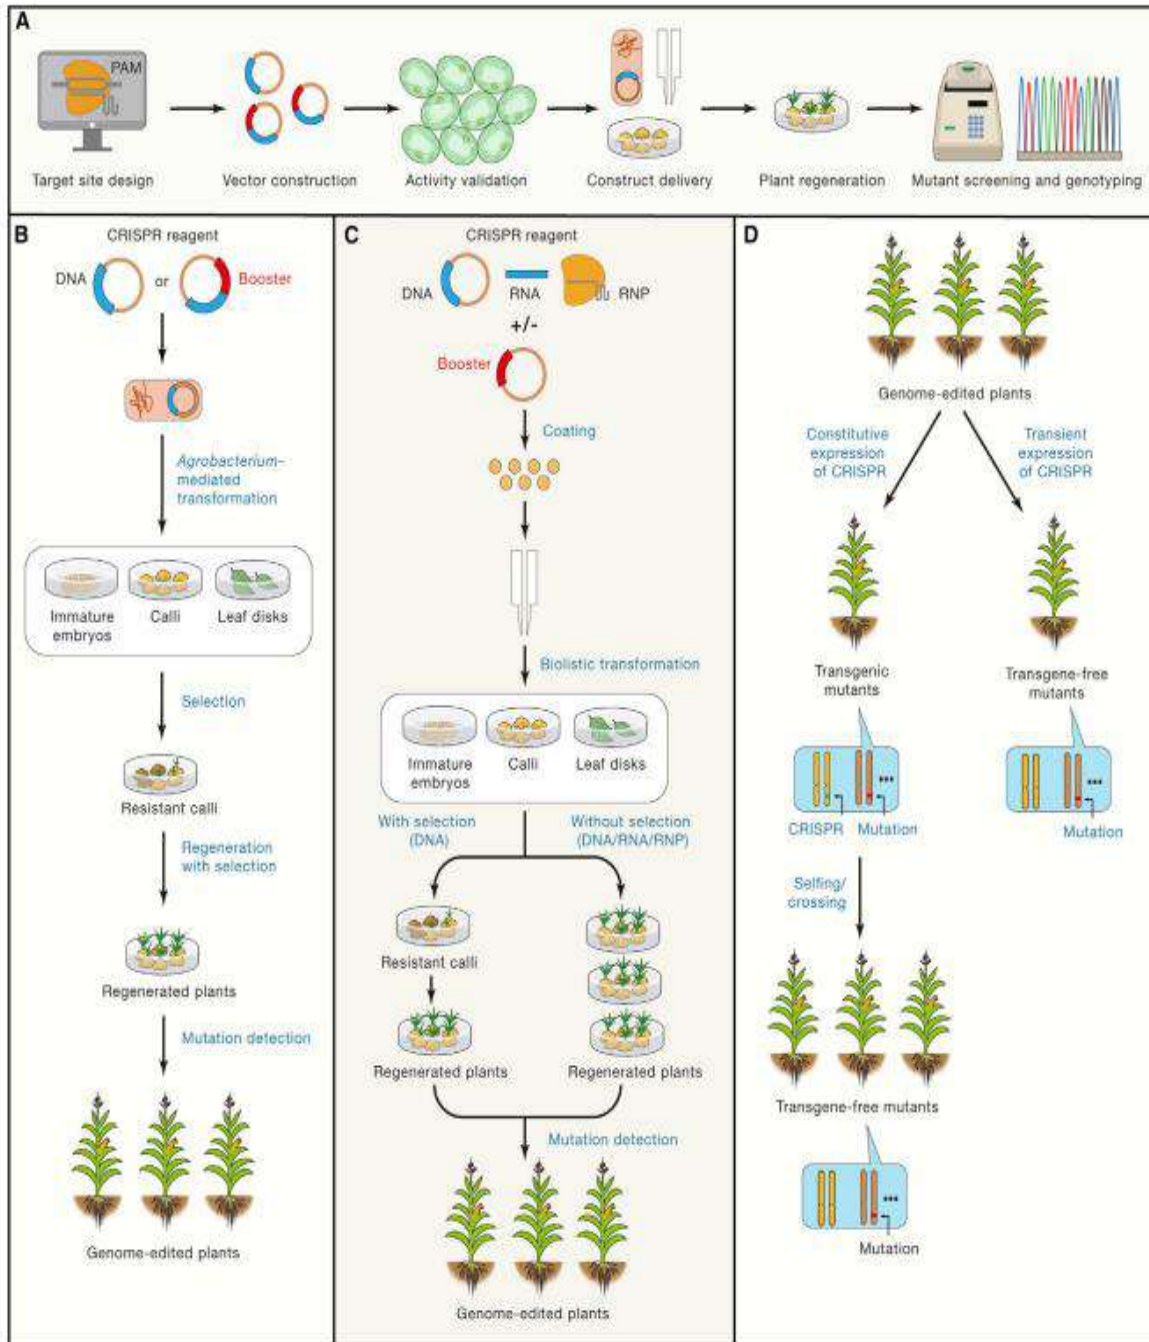 A
PAM
Target site design
Vector construction
Activity validation
Construct delivery
Plant regeneration
Mutant screening and genotyping
B
CRISPR reagent
DNA
or
Booster
Agrobacterium–
mediated
transformation
Immature
embryos
Calli
Leaf disks
Selection
Resistant calli
Regeneration
with selection
Regenerated plants
Mutation detection
Genome-edited plants
C
CRISPR reagent
DNA
RNA
RNP
+/-
Booster
Coating
Biolistic transformation
Immature
embryos
Calli
Leaf disks
With selection
(DNA)
Without selection
(DNA/RNA/RNP)
Resistant calli
Regenerated plants
Regenerated plants
Mutation detection
Genome-edited plants
D
Genome-edited plants
Constitutive
expression
of CRISPR
Transient
expression
of CRISPR
Transgenic
mutants
Transgene-free
mutants
CRISPR
Mutation
Mutation
Selfing/
crossing
Transgene-free mutants
Mutation